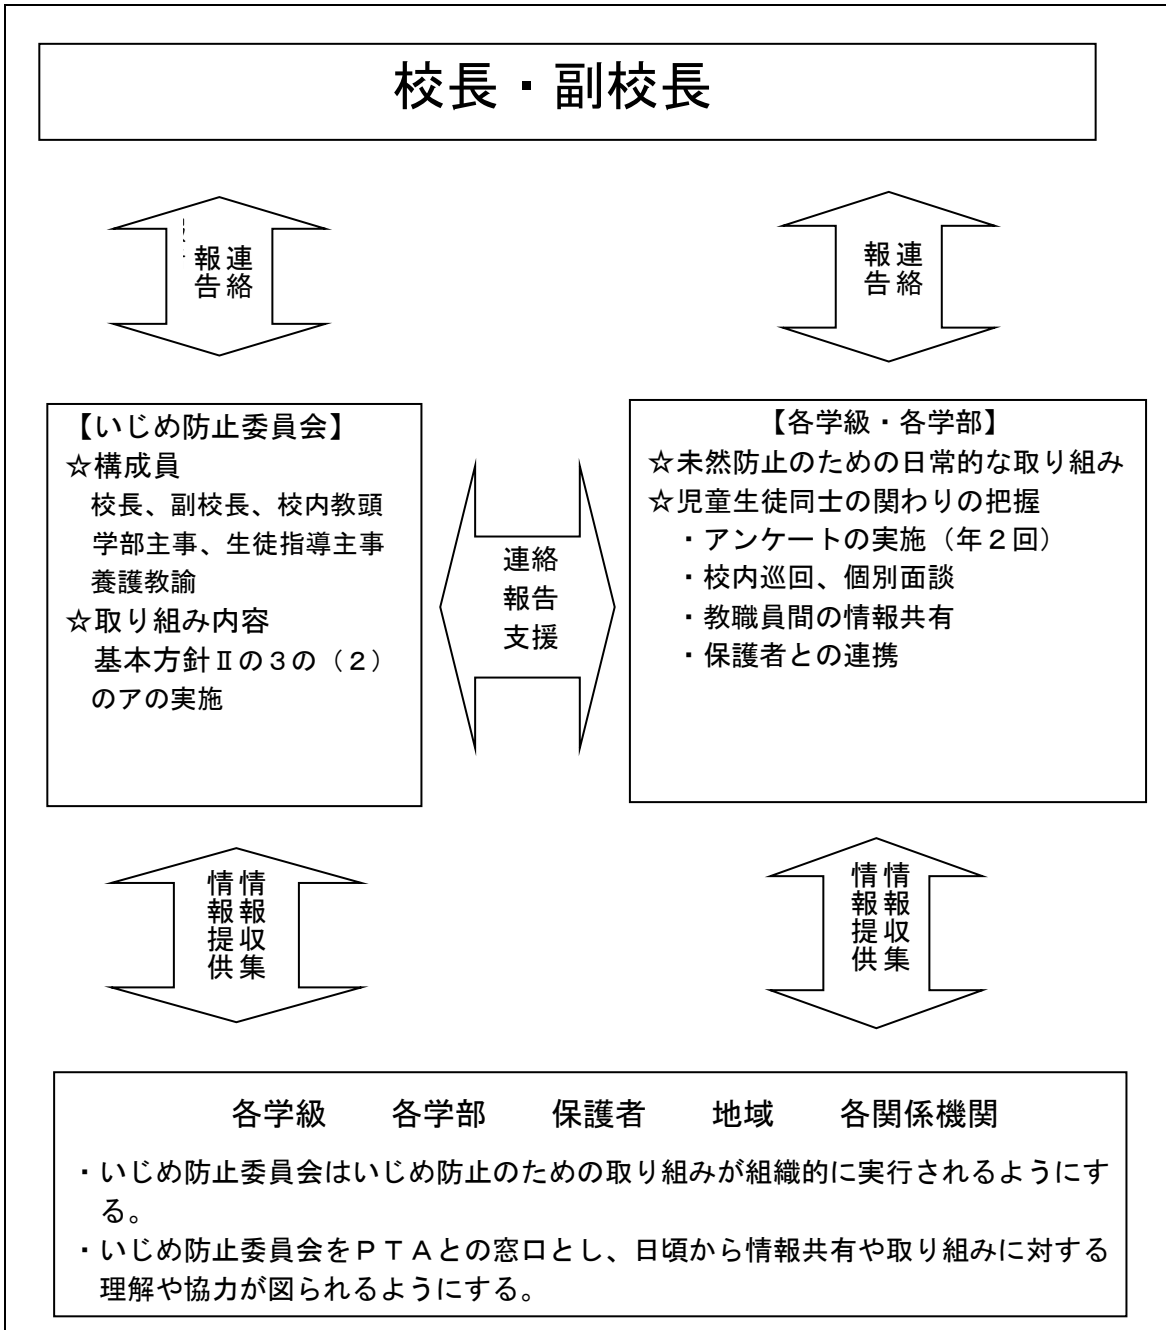 校長・副校長
連絡
報告
連絡
報告
【いじめ防止委員会】
☆構成員
校長、副校長、校内教頭
学部主事、生徒指導主事
養護教諭
☆取り組み内容
基本方針Ⅱの３の（２）
のアの実施
連絡
報告
支援
【各学級・各学部】
☆未然防止のための日常的な取り組み
☆児童生徒同士の関わりの把握
・アンケートの実施（年２回）
・校内巡回、個別面談
・教職員間の情報共有
・保護者との連携
情報収集
情報提供
情報収集
情報提供
各学級　各学部　保護者　地域　各関係機関
・いじめ防止委員会はいじめ防止のための取り組みが組織的に実行されるようにす
る。
・いじめ防止委員会をＰＴＡとの窓口とし、日頃から情報共有や取り組みに対する
理解や協力が図られるようにする。